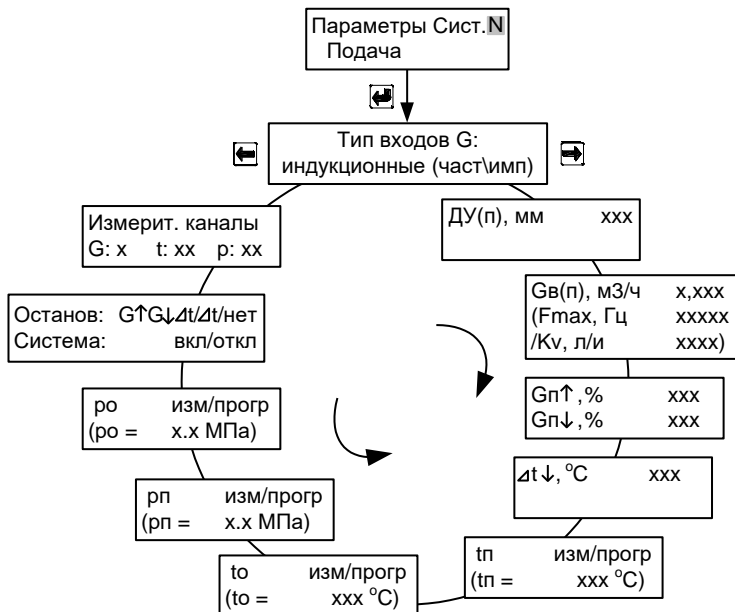 Параметры Сист.N
Подача
Тип входов G:
индукционные (част\имп)
ДУ(п), мм xxx
Gв(п), м3/ч x,xxx
(Fmax, Гц xxxxx
/Kv, л/и xxxx)
Gп↑,% xxx
Gп↓,% xxx
⊿t↓, °C xxx
tп изм/прогр
(tп = xxx °C)
to изм/прогр
(to = xxx °C)
рп изм/прогр
(рп = x.x МПа)
ро изм/прогр
(ро = x.x МПа)
Останов: G↑G↓⊿t/⊿t/нет
Система: вкл/откл
Измерит. каналы
G: x t: xx p: xx